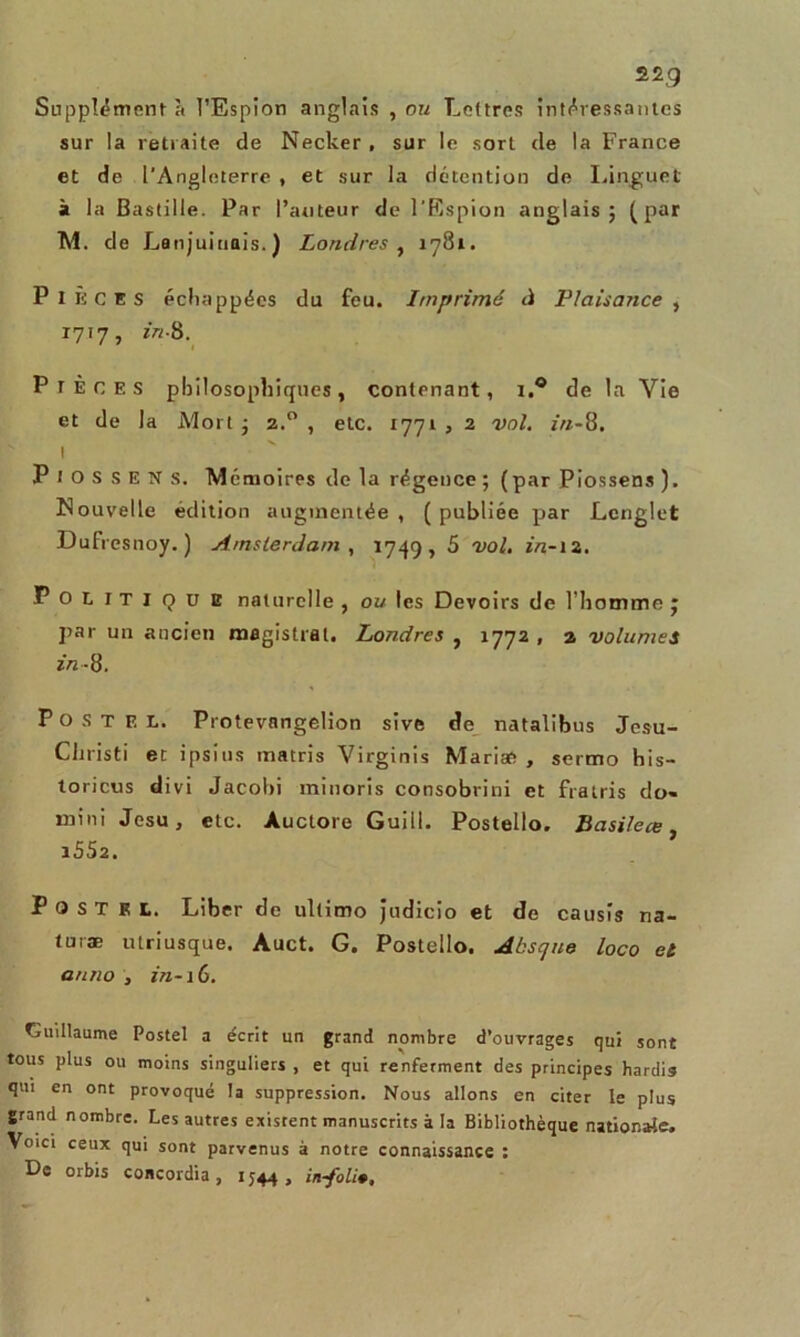 229
Supplément à l'Espion anglais , ou Lettres intéressantes
sur la retraite de Necker , sur le sort de la France
et de l'Angleterre , et sur la détention de Linguet
à la Bastille. Par l'auteur de l'Espion anglais ; ( par
M. de Lanjuinais. ) Londres , 1781.
PIÈCES échappées du feu. Imprimé à Plaisance ,
1717, in-8.
PIÈCES philosophiques, contenant, 1.º de la Vie
et de la Mort ; 2.º , etc. 1771 , 2 vol. in-8.
PIOSSENS. Mémoires de la régence ; (par Piossens ).
Nouvelle édition augmentée , ( publiée par Lenglet
Dufresnoy. ) Amsterdam , 1749 , 5 vol. in-12.
POLITIQUE naturelle , ou les Devoirs de l'homme ;
par un ancien magistrat. Londres , 1772 , 2 volumes
in-8.
POSTEL. Protevangelion sive de natalibus Jesu-
Christi et ipsius matris Virginis Mariæ , sermo his-
toricus divi Jacobi minoris consobrini et fratris do-
mini Jesu , etc. Auctore Guill. Postello. Basileæ ,
1552.
POSTEL. Liber de ultimo judicio et de causis na-
turæ utriusque. Auct. G. Postello. Absque loco et
anno , in-16.
Guillaume Postel a écrit un grand nombre d'ouvrages qui sont
tous plus ou moins singuliers , et qui renferment des principes hardis
qui en ont provoqué la suppression. Nous allons en citer le plus
grand nombre. Les autres existent manuscrits à la Bibliothèque nationale.
Voici ceux qui sont parvenus à notre connaissance :
De orbis concordia , 1544 , in-folio,